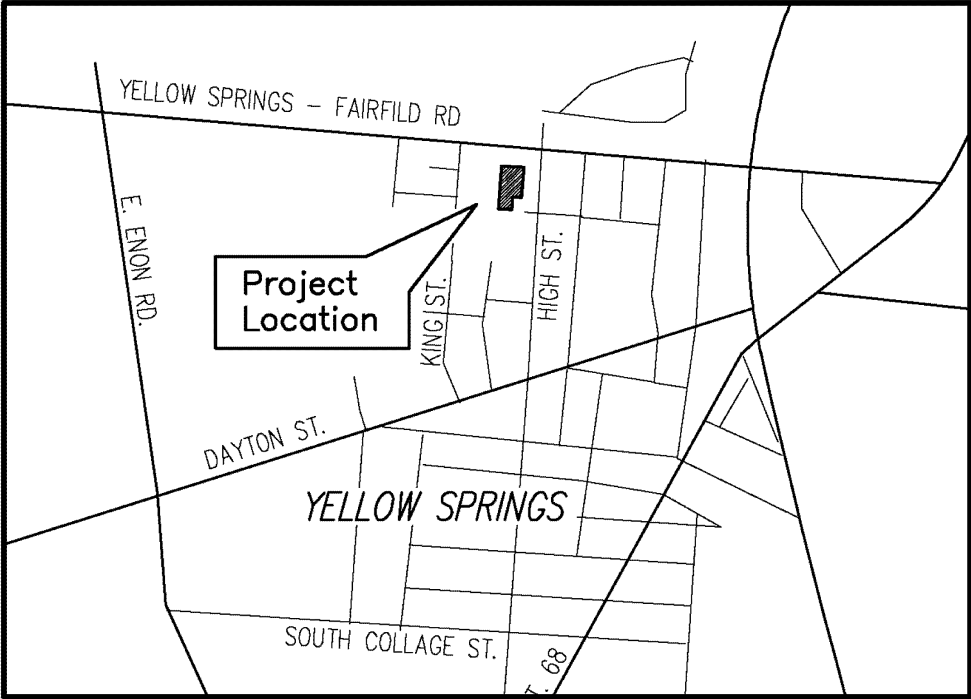 YELLOW SPRINGS - FAIRFILD RD
E. ENON RD.
Project
Location
KING ST.
HIGH ST.
DAYTON ST.
YELLOW SPRINGS
SOUTH COLLAGE ST.
T. 68